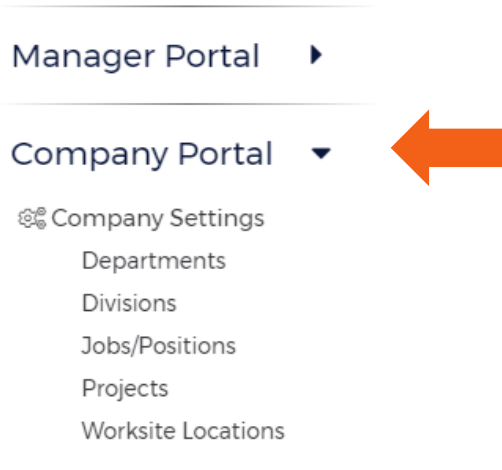 Manager Portal
Company Portal
Company Settings
Departments
Divisions
Jobs/Positions
Projects
Worksite Locations